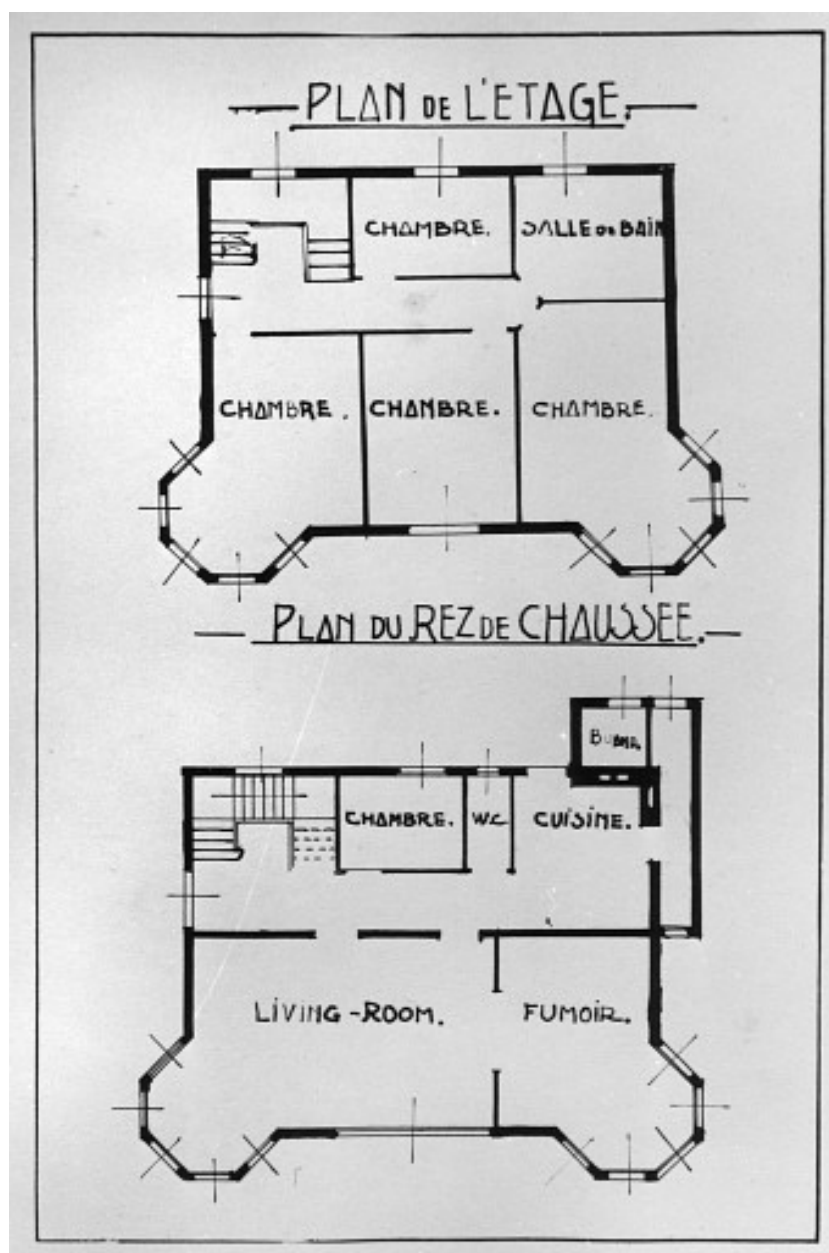 PLAN DE L'ETAGE.
CHAMBRE. SALLE DE BAIN
CHAMBRE. CHAMBRE. CHAMBRE.
PLAN DU REZ DE CHAUSSEE.
CHAMBRE. W.C CUISINE.
LIVING-ROOM. FUMOIR.